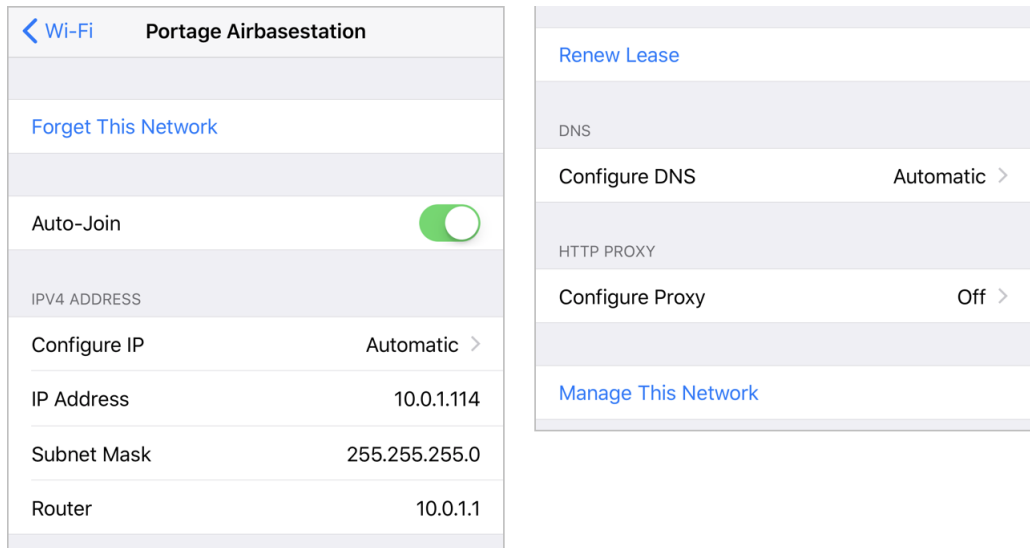 Wi-Fi Portage Airbasestation
Forget This Network
Auto-Join
IPV4 ADDRESS
Configure IP Automatic
IP Address 10.0.1.114
Subnet Mask 255.255.255.0
Router 10.0.1.1
Renew Lease
DNS
Configure DNS Automatic
HTTP PROXY
Configure Proxy Off
Manage This Network